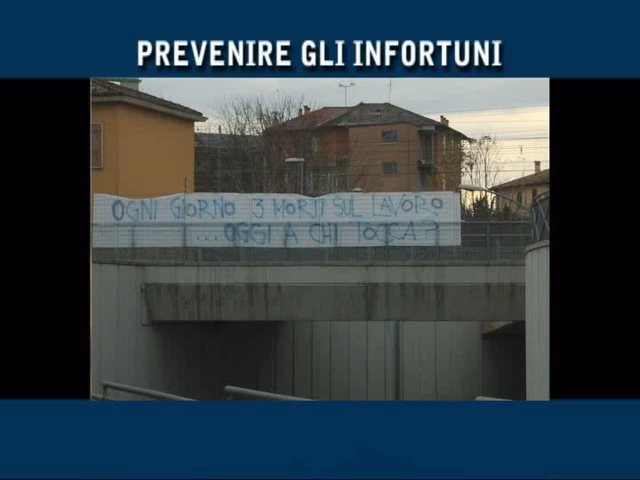 PREVENIRE GLI INFORTUNI
OGNI GIORNO 3 MORTI SUL LAVORO
...OGGI A CHI TOCCA?